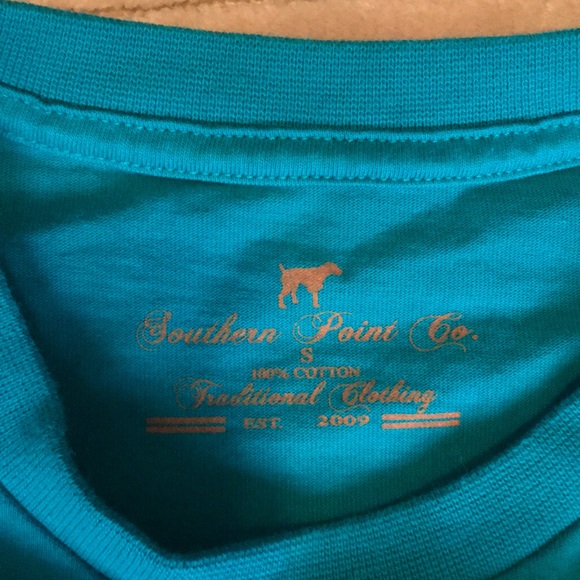 Southern Point Co.
S
100% COTTON
Traditional Clothing
EST. 2009